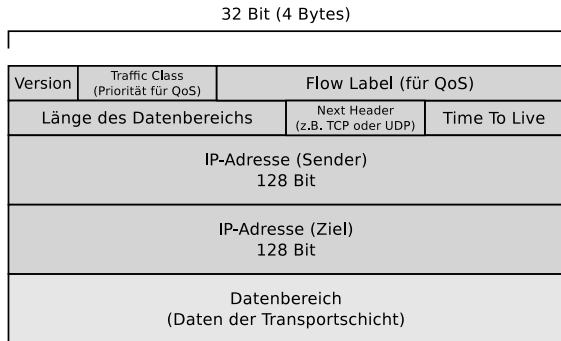 32 Bit (4 Bytes)
Version
Traffic Class
(Priorität für QoS)
Flow Label (für QoS)
Länge des Datenbereichs
Next Header
(z.B. TCP oder UDP)
Time To Live
IP-Adresse (Sender)
128 Bit
IP-Adresse (Ziel)
128 Bit
Datenbereich
(Daten der Transportschicht)